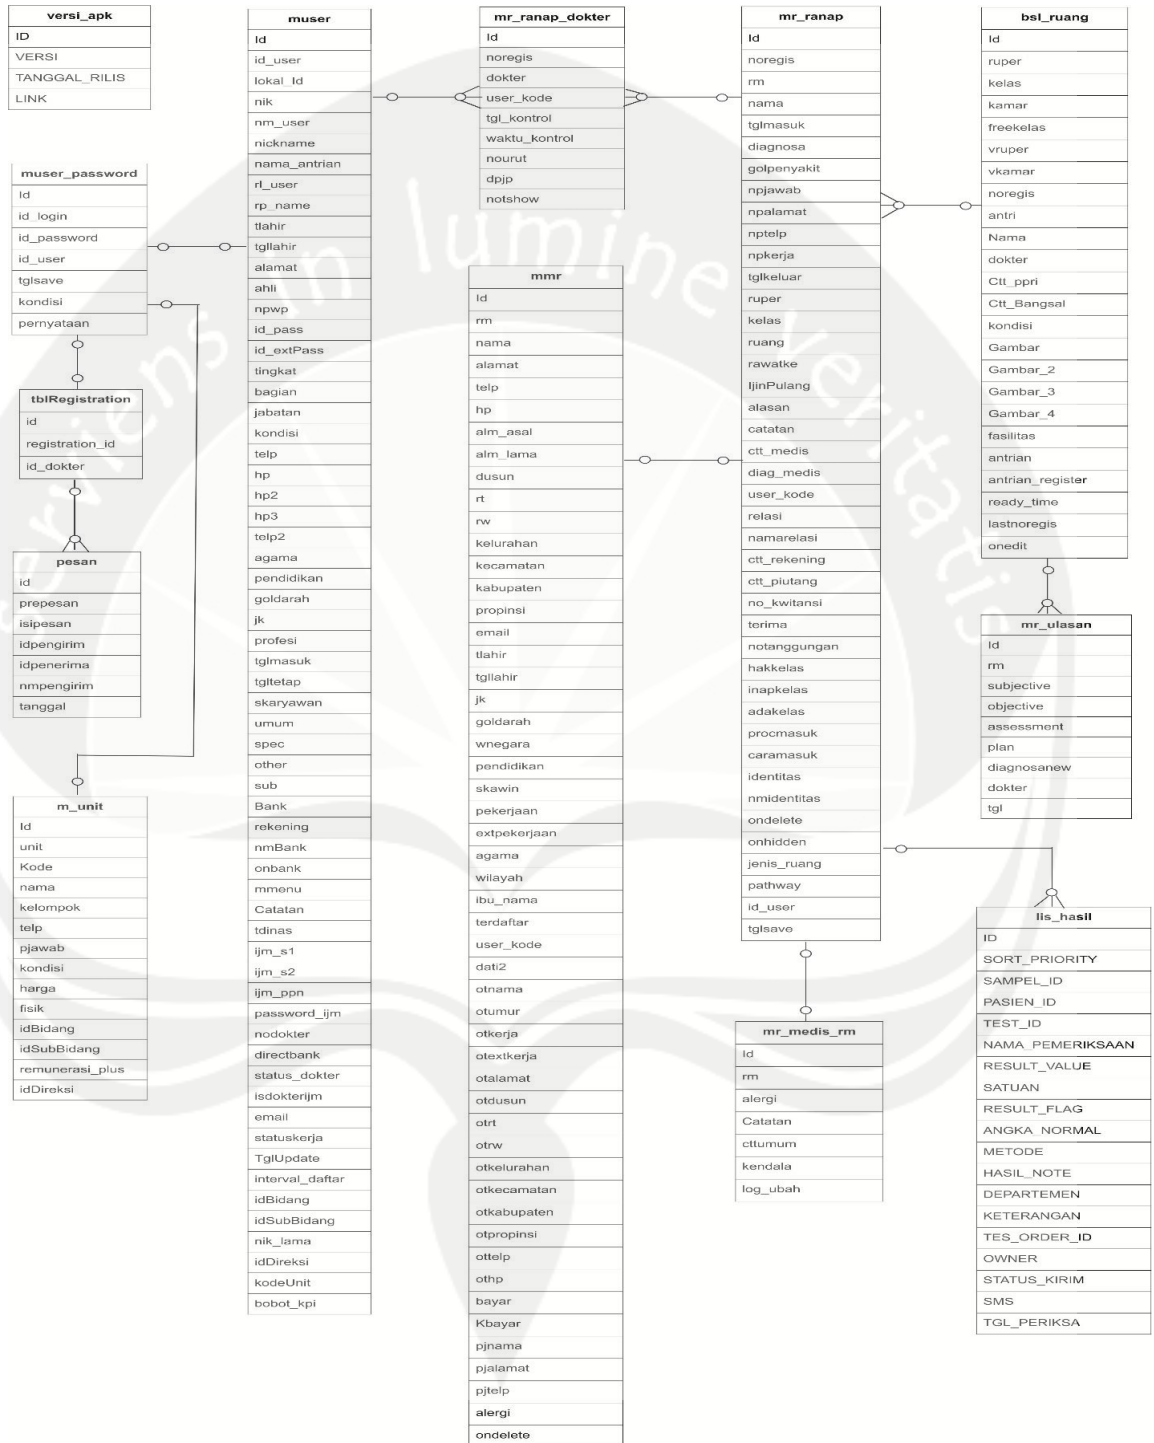 versi_apk
ID
VERSI
TANGGAL_RILIS
LINK
muser_password
Id
id_login
id_password
id_user
tglsave
kondisi
pernyataan
tblRegistration
id
registration_id
id_dokter
pesan
id
prepesan
isipesan
idpengirim
idpenerima
nmpengirim
tanggal
m_unit
Id
unit
Kode
nama
kelompok
telp
pjawab
kondisi
harga
fisik
idBidang
idSubBidang
remunerasi_plus
idDireksi
muser
Id
id_user
lokal_Id
nik
nm_user
nickname
nama_antrian
rl_user
rp_name
tlahir
tgllahir
alamat
ahli
npwp
id_pass
id_extPass
tingkat
bagian
jabatan
kondisi
telp
hp
hp2
hp3
telp2
agama
pendidikan
goldarah
jk
profesi
tglmasuk
tgltetap
skaryawan
umum
spec
other
sub
Bank
rekening
nmBank
onbank
mmenu
Catatan
tdinas
ijm_s1
ijm_s2
ijm_ppn
password_ijm
nodokter
directbank
status_dokter
isdokterijm
email
statuskerja
TglUpdate
interval_daftar
idBidang
idSubBidang
nik_lama
idDireksi
kodeUnit
bobot_kpi
mr_ranap_dokter
Id
noregis
dokter
user_kode
tgl_kontrol
waktu_kontrol
nourut
dpjp
notshow
mmr
Id
rm
nama
alamat
telp
hp
alm_asal
alm_lama
dusun
rt
rw
kelurahan
kecamatan
kabupaten
propinsi
email
tlahir
tgllahir
jk
goldarah
wnegara
pendidikan
skawin
pekerjaan
extpekerjaan
agama
wilayah
ibu_nama
terdaftar
user_kode
dati2
otnama
otumur
otkerja
otextkerja
otalamat
otdusun
otrt
otrw
otkelurahan
otkecamatan
otkabupaten
otpropinsi
ottelp
othp
bayar
Kbayar
pjnama
pjalamat
pjtelp
alergi
ondelete
mr_ranap
Id
noregis
rm
nama
tglmasuk
diagnosa
golpenyakit
npjawab
npalamat
nptelp
npkerja
tglkeluar
ruper
kelas
ruang
rawatke
IjinPulang
alasan
catatan
ctt_medis
diag_medis
user_kode
relasi
namarelasi
ctt_rekening
ctt_piutang
no_kwitansi
terima
notanggungan
hakkelas
inapkelas
adakelas
procmasuk
caramasuk
identitas
nmidentitas
ondelete
onhidden
jenis_ruang
pathway
id_user
tglsave
mr_medis_rm
Id
rm
alergi
Catatan
cttumum
kendala
log_ubah
bsl_ruang
Id
ruper
kelas
kamar
freekelas
vruper
vkamar
noregis
antri
Nama
dokter
Ctt_ppri
Ctt_Bangsal
kondisi
Gambar
Gambar_2
Gambar_3
Gambar_4
fasilitas
antrian
antrian_register
ready_time
lastnoregis
onedit
mr_ulasan
Id
rm
subjective
objective
assessment
plan
diagnosanew
dokter
tgl
lis_hasil
ID
SORT_PRIORITY
SAMPEL_ID
PASIEN_ID
TEST_ID
NAMA_PEMERIKSAAN
RESULT_VALUE
SATUAN
RESULT_FLAG
ANGKA_NORMAL
METODE
HASIL_NOTE
DEPARTEMEN
KETERANGAN
TES_ORDER_ID
OWNER
STATUS_KIRIM
SMS
TGL_PERIKSA
serviens in lumine veritatis